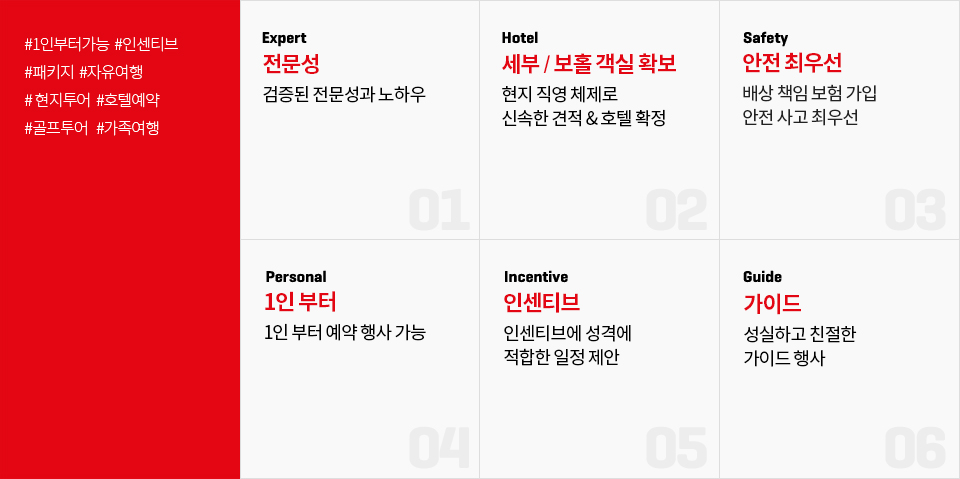 #1인부터가능 #인센티브
#패키지 #자유여행
# 현지투어 #호텔예약
#골프투어 #가족여행
Expert
전문성
검증된 전문성과 노하우
01
Hotel
세부 / 보홀 객실 확보
현지 직영 체제로
신속한 견적 & 호텔 확정
02
Safety
안전 최우선
배상 책임 보험 가입
안전 사고 최우선
03
Personal
1인 부터
1인 부터 예약 행사 가능
04
Incentive
인센티브
인센티브에 성격에
적합한 일정 제안
05
Guide
가이드
성실하고 친절한
가이드 행사
06